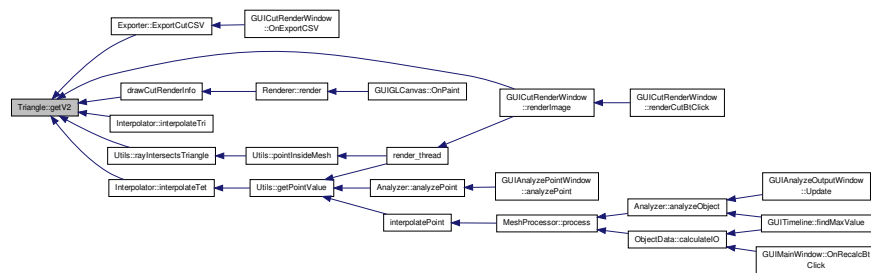 Exporter::ExportCutCSV
GUICutRenderWindow
::OnExportCSV
Triangle::getV2
drawCutRenderInfo
Renderer::render
GUIGLCanvas::OnPaint
GUICutRenderWindow
::renderImage
GUICutRenderWindow
::renderCutBtClick
Interpolator::interpolateTri
Utils::rayIntersectsTriangle
Utils::pointInsideMesh
render_thread
Interpolator::interpolateTet
Utils::getPointValue
Analyzer::analyzePoint
GUIAnalyzePointWindow
::analyzePoint
interpolatePoint
MeshProcessor::process
Analyzer::analyzeObject
GUIAnalyzeOutputWindow
::Update
GUITimeline::findMaxValue
ObjectData::calculateIO
GUIMainWindow::OnRecalcBt
Click